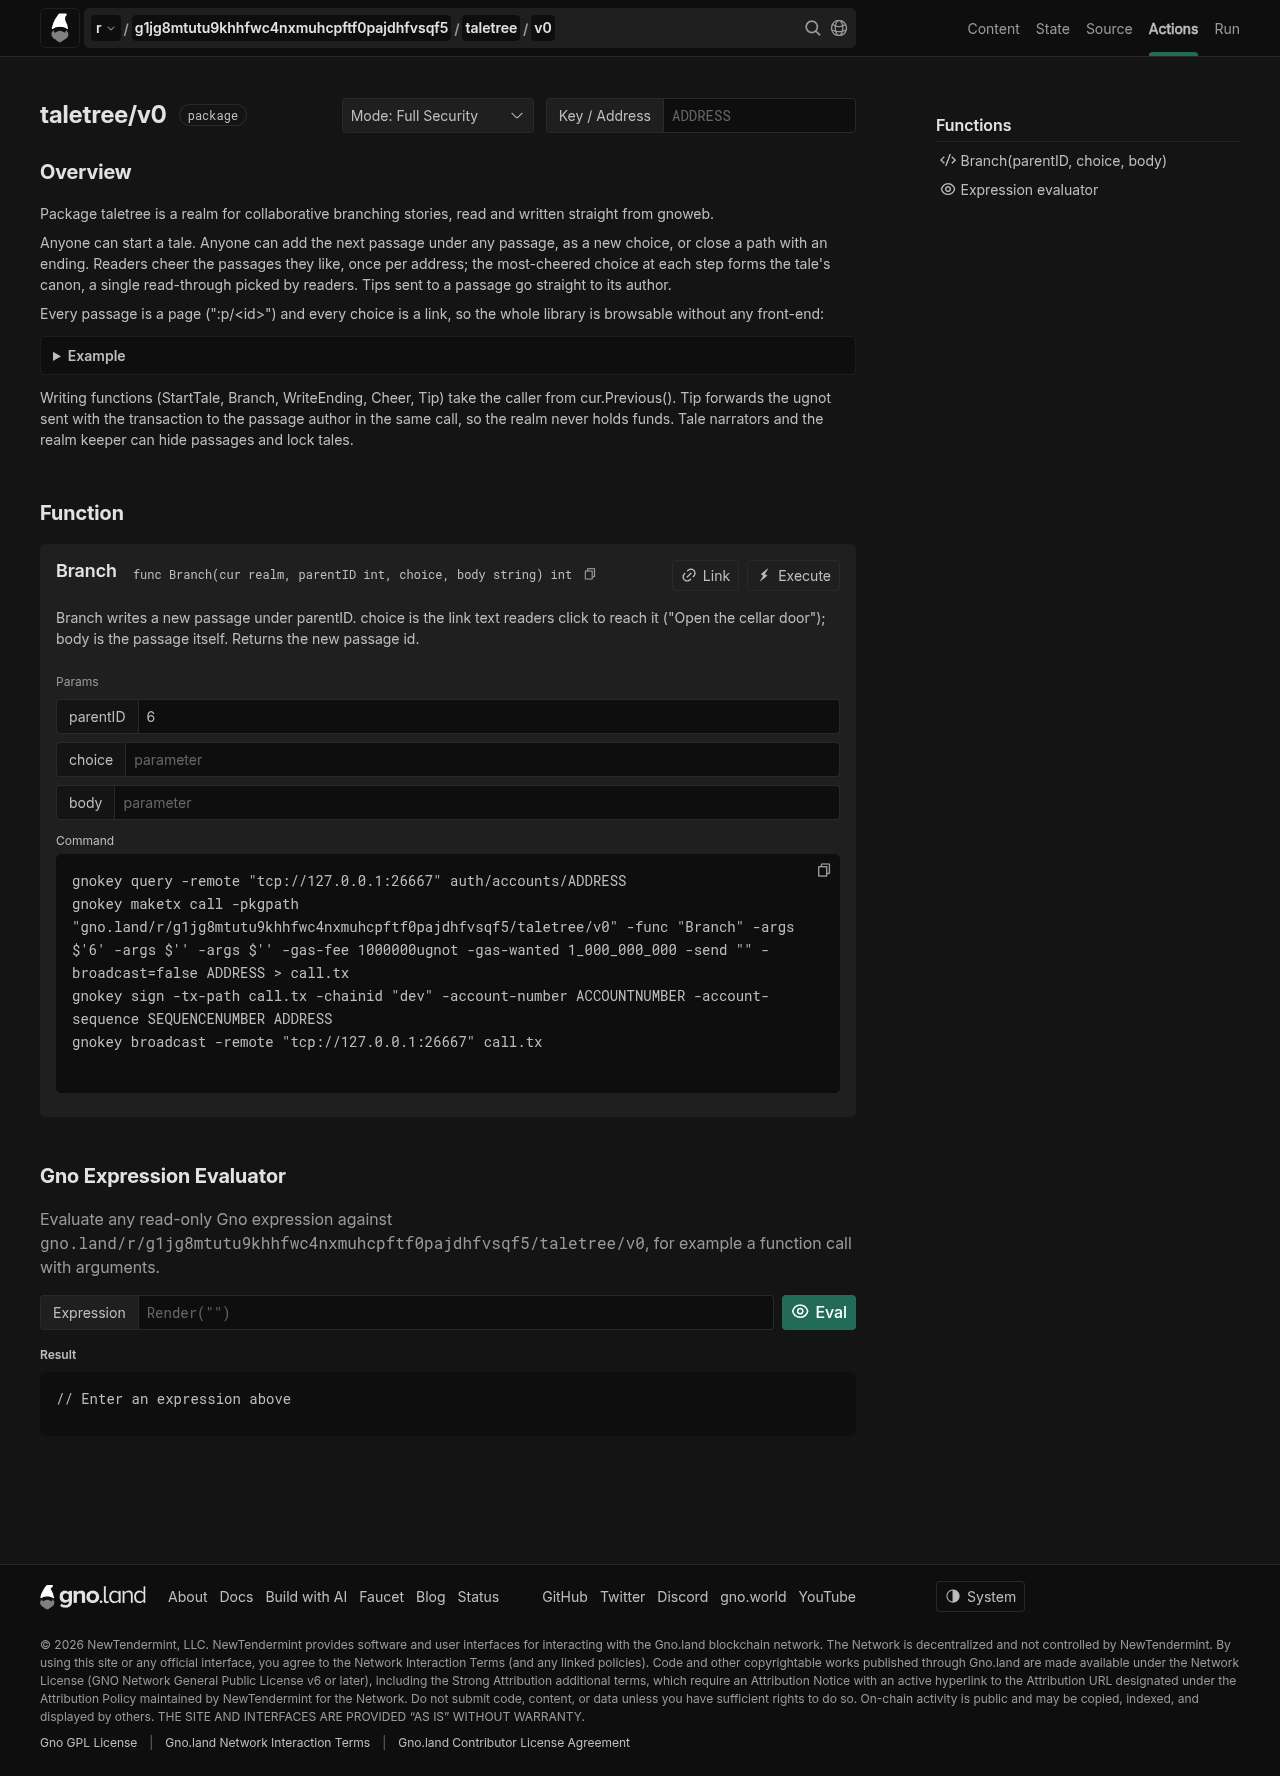 r / g1jg8mtutu9khhfwc4nxmuhcpftf0pajdhfvsqf5 / taletree / v0
Content State Source Actions Run
taletree/v0 package Mode: Full Security Key / Address ADDRESS
Functions
Branch(parentID, choice, body)
Expression evaluator
Overview
Package taletree is a realm for collaborative branching stories, read and written straight from gnoweb.
Anyone can start a tale. Anyone can add the next passage under any passage, as a new choice, or close a path with an
ending. Readers cheer the passages they like, once per address; the most-cheered choice at each step forms the tale's
canon, a single read-through picked by readers. Tips sent to a passage go straight to its author.
Every passage is a page (":p/<id>") and every choice is a link, so the whole library is browsable without any front-end:
Example
Writing functions (StartTale, Branch, WriteEnding, Cheer, Tip) take the caller from cur.Previous(). Tip forwards the ugnot
sent with the transaction to the passage author in the same call, so the realm never holds funds. Tale narrators and the
realm keeper can hide passages and lock tales.
Function
Branch func Branch(cur realm, parentID int, choice, body string) int Link Execute
Branch writes a new passage under parentID. choice is the link text readers click to reach it ("Open the cellar door");
body is the passage itself. Returns the new passage id.
Params
parentID 6
choice parameter
body parameter
Command
gnokey query -remote "tcp://127.0.0.1:26667" auth/accounts/ADDRESS
gnokey maketx call -pkgpath
"gno.land/r/g1jg8mtutu9khhfwc4nxmuhcpftf0pajdhfvsqf5/taletree/v0" -func "Branch" -args
$'6' -args $'' -args $'' -gas-fee 1000000ugnot -gas-wanted 1_000_000_000 -send "" -
broadcast=false ADDRESS > call.tx
gnokey sign -tx-path call.tx -chainid "dev" -account-number ACCOUNTNUMBER -account-
sequence SEQUENCENUMBER ADDRESS
gnokey broadcast -remote "tcp://127.0.0.1:26667" call.tx
Gno Expression Evaluator
Evaluate any read-only Gno expression against
gno.land/r/g1jg8mtutu9khhfwc4nxmuhcpftf0pajdhfvsqf5/taletree/v0, for example a function call
with arguments.
Expression Render("") Eval
Result
// Enter an expression above
gno.land About Docs Build with AI Faucet Blog Status GitHub Twitter Discord gno.world YouTube System
© 2026 NewTendermint, LLC. NewTendermint provides software and user interfaces for interacting with the Gno.land blockchain network. The Network is decentralized and not controlled by NewTendermint. By
using this site or any official interface, you agree to the Network Interaction Terms (and any linked policies). Code and other copyrightable works published through Gno.land are made available under the Network
License (GNO Network General Public License v6 or later), including the Strong Attribution additional terms, which require an Attribution Notice with an active hyperlink to the Attribution URL designated under the
Attribution Policy maintained by NewTendermint for the Network. Do not submit code, content, or data unless you have sufficient rights to do so. On-chain activity is public and may be copied, indexed, and
displayed by others. THE SITE AND INTERFACES ARE PROVIDED “AS IS” WITHOUT WARRANTY.
Gno GPL License | Gno.land Network Interaction Terms | Gno.land Contributor License Agreement